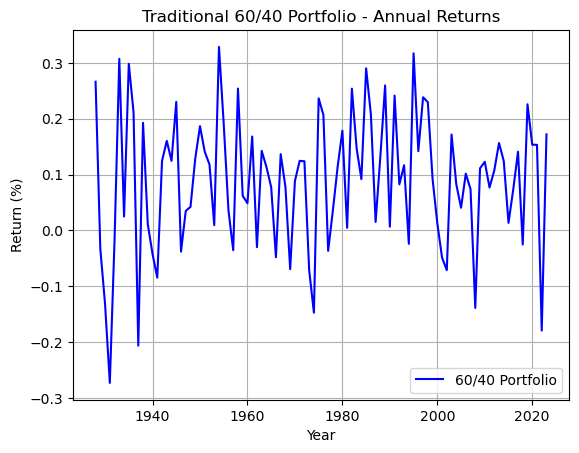 Traditional 60/40 Portfolio - Annual Returns
Return (%)
0.3
0.2
0.1
0.0
−0.1
−0.2
−0.3
1940 1960 1980 2000 2020
Year
60/40 Portfolio